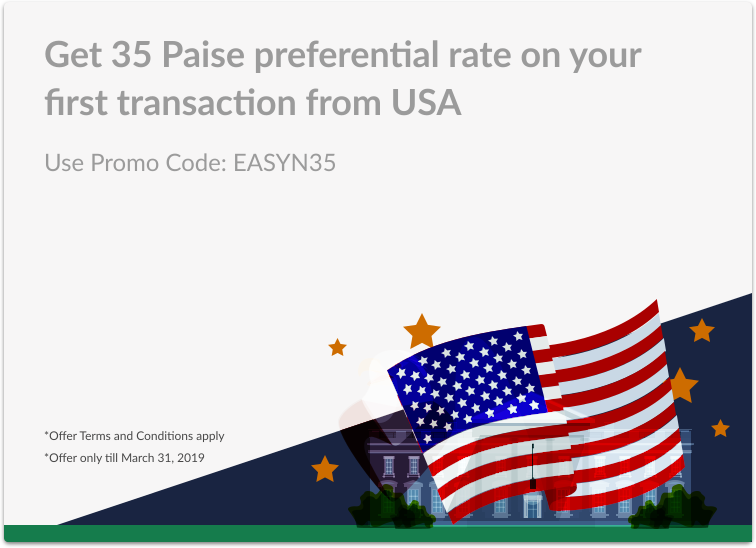 Get 35 Paise preferential rate on your
first transaction from USA
Use Promo Code: EASYN35
*Offer Terms and Conditions apply
*Offer only till March 31, 2019